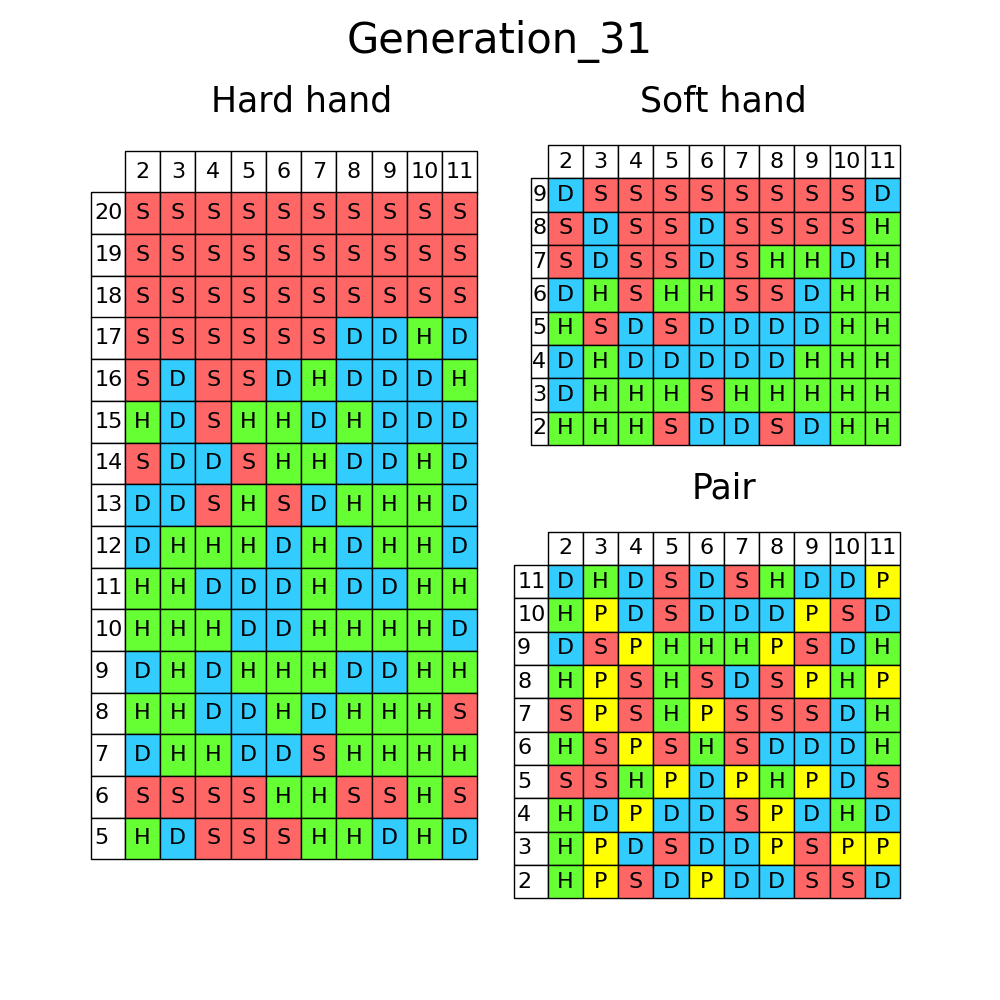 Generation_31
Hard hand
2 3 4 5 6 7 8 9 10 11
20 S S S S S S S S S S
19 S S S S S S S S S S
18 S S S S S S S S S S
17 S S S S S S D D H D
16 S D S S D H D D D H
15 H D S H H D H D D D
14 S D D S H H D D H D
13 D D S H S D H H H D
12 D H H H D H D H H D
11 H H D D D H D D H H
10 H H H D D H H H H D
9 D H D H H H D D H H
8 H H D D H D H H H S
7 D H H D D S H H H H
6 S S S S H H S S H S
5 H D S S S H H D H D
Soft hand
2 3 4 5 6 7 8 9 10 11
9 D S S S S S S S S D
8 S D S S D S S S S H
7 S D S S D S H H D H
6 D H S H H S S D H H
5 H S D S D D D D H H
4 D H D D D D D H H H
3 D H H H S H H H H H
2 H H H S D D S D H H
Pair
2 3 4 5 6 7 8 9 10 11
11 D H D S D S H D D P
10 H P D S D D D P S D
9 D S P H H H P S D H
8 H P S H S D S P H P
7 S P S H P S S S D H
6 H S P S H S D D D H
5 S S H P D P H P D S
4 H D P D D S P D H D
3 H P D S D D P S P P
2 H P S D P D D S S D